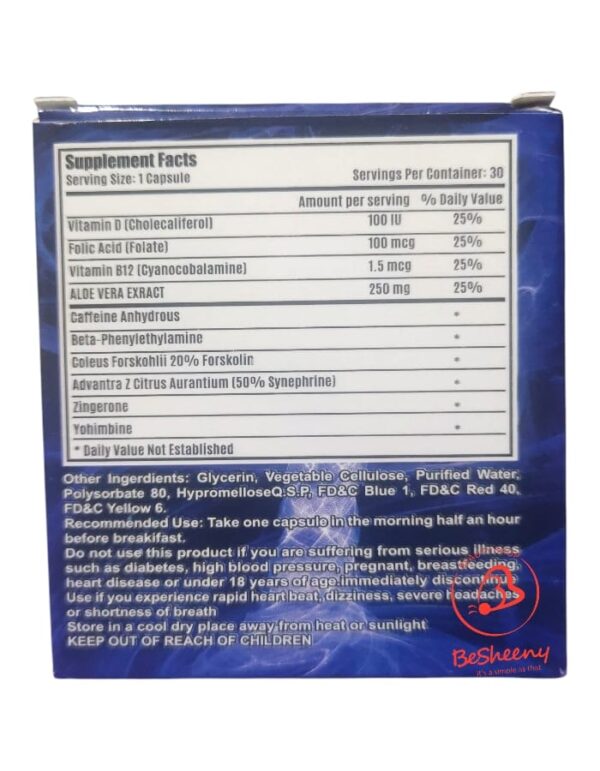 Supplement Facts
Serving Size: 1 Capsule Servings Per Container: 30
Amount per serving % Daily Value
Vitamin D (Cholecaliferol) 100 IU 25%
Folic Acid (Folate) 100 mcg 25%
Vitamin B12 (Cyanocobalamine) 1.5 mcg 25%
ALOE VERA EXRACT 250 mg 25%
Caffeine Anhydrous *
Beta-Phenylethylamine *
Coleus Forskohlii 20% Forskolin *
Advantra Z Citrus Aurantium (50% Synephrine) *
Zingerone *
Yohimbine *
* Daily Value Not Established
Other Ingerdients: Glycerin, Vegetable Cellulose, Purified Water,
Polysorbate 80, HypromelloseQ.S.P, FD&C Blue 1, FD&C Red 40,
FD&C Yellow 6.
Recommended Use: Take one capsule in the morning half an hour
before breakifast.
Do not use this product if you are suffering from serious illness
such as diabetes, high blood pressure, pregnant, breastfeeding,
heart disease or under 18 years of age.immediately discontinue
Use if you experience rapid heart beat, dizziness, severe headaches
or shortness of breath
Store in a cool dry place away from heat or sunlight
KEEP OUT OF REACH OF CHILDREN
BeSheeny
it's a simple as that